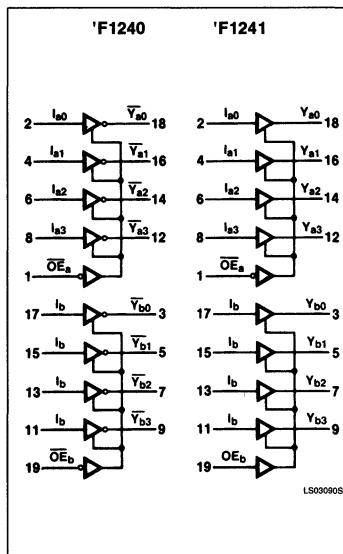 'F1240 'F1241
2 Ia0 Ya0 18 2 Ia0 Ya0 18
4 Ia1 Ya1 16 4 Ia1 Ya1 16
6 Ia2 Ya2 14 6 Ia2 Ya2 14
8 Ia3 Ya3 12 8 Ia3 Ya3 12
1 OEa 1 OEa
17 Ib Yb0 3 17 Ib Yb0 3
15 Ib Yb1 5 15 Ib Yb1 5
13 Ib Yb2 7 13 Ib Yb2 7
11 Ib Yb3 9 11 Ib Yb3 9
19 OEb 19 OEb
LS03090S